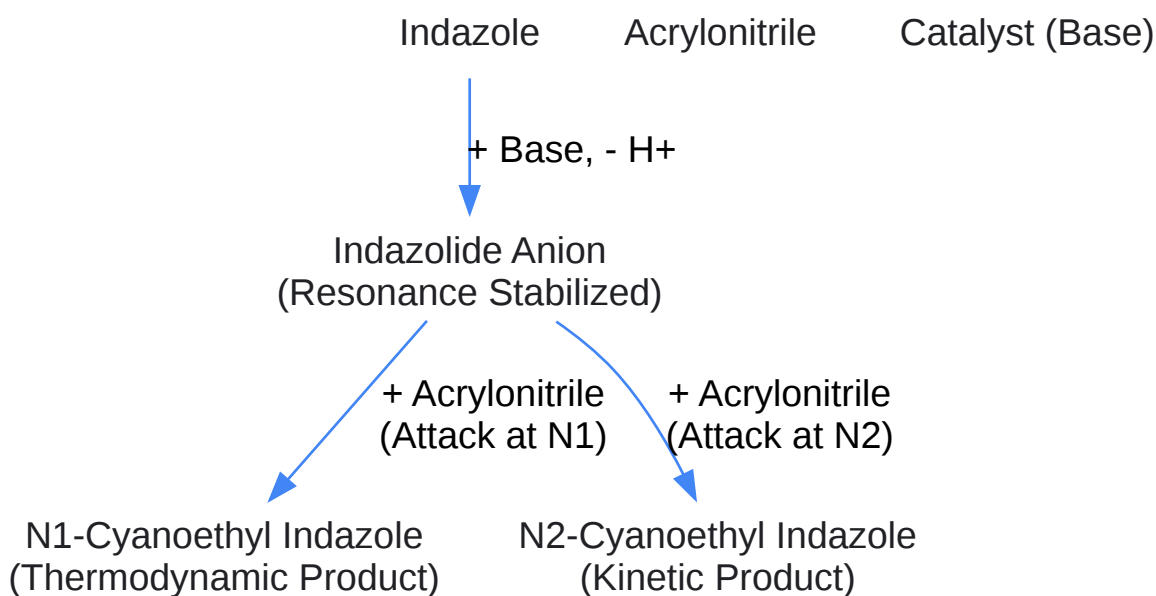 Indazole
Acrylonitrile
Catalyst (Base)
+ Base, - H+
Indazolide Anion
(Resonance Stabilized)
+ Acrylonitrile
(Attack at N1)
+ Acrylonitrile
(Attack at N2)
N1-Cyanoethyl Indazole
(Thermodynamic Product)
N2-Cyanoethyl Indazole
(Kinetic Product)